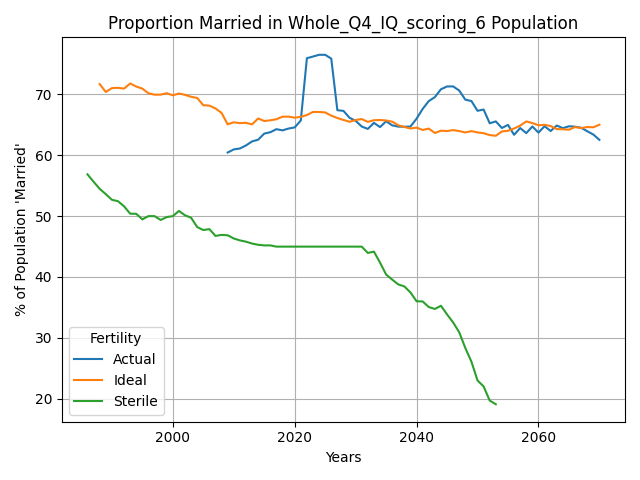 Proportion Married in Whole_Q4_IQ_scoring_6 Population
% of Population 'Married'
70
60
50
40
30
20
Fertility
Actual
Ideal
Sterile
2000
2020
2040
2060
Years